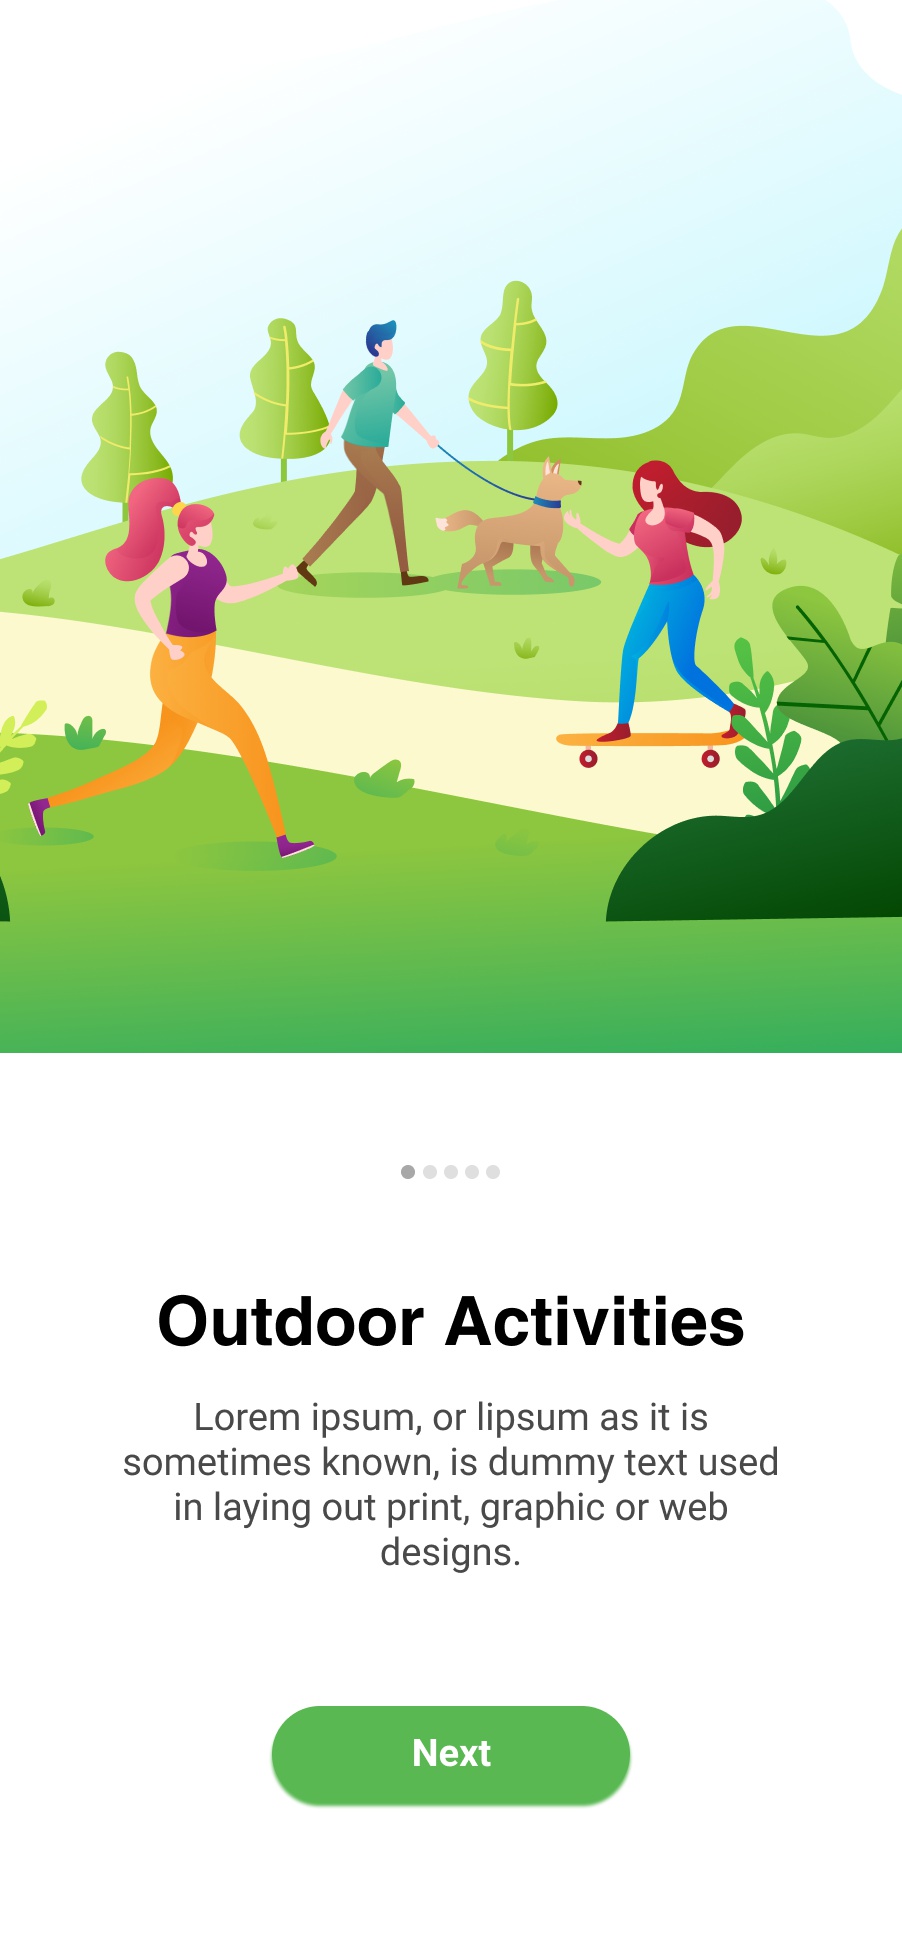 Outdoor Activities
Lorem ipsum, or lipsum as it is
sometimes known, is dummy text used
in laying out print, graphic or web
designs.
Next